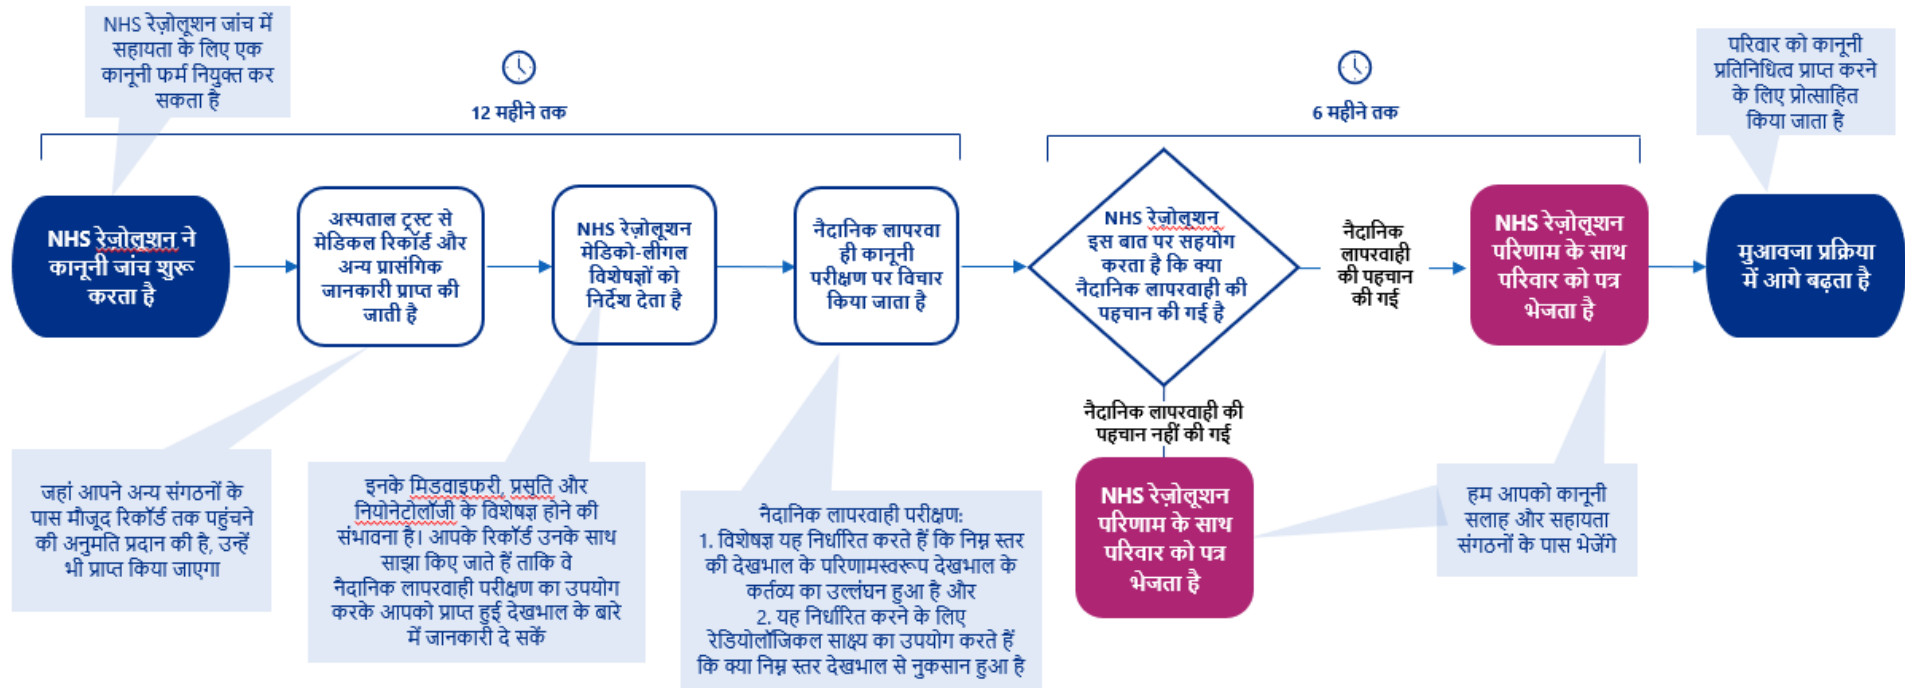 NHS रेज़ोलूशन जांच में
सहायता के लिए एक
कानूनी फर्म नियुक्त कर
सकता है
12 महीने तक
6 महीने तक
परिवार को कानूनी
प्रतिनिधित्व प्राप्त करने
के लिए प्रोत्साहित
किया जाता है
NHS रेज़ोलूशन ने
कानूनी जांच शुरू
करता है
अस्पताल ट्रस्ट से
मेडिकल रिकॉर्ड और
अन्य प्रासंगिक
जानकारी प्राप्त की
जाती है
NHS रेज़ोलूशन
मेडिको-लीगल
विशेषज्ञों को
निर्देश देता है
नैदानिक लापरवा
ही कानूनी
परीक्षण पर विचार
किया जाता है
NHS रेज़ोलूशन
इस बात पर सहयोग
करता है कि क्या
नैदानिक लापरवाही की
पहचान की गई है
नैदानिक
लापरवाही
की पहचान
की गई
NHS रेज़ोलूशन
परिणाम के साथ
परिवार को पत्र
भेजता है
मुआवजा प्रक्रिया
में आगे बढ़ता है
नैदानिक लापरवाही की
पहचान नहीं की गई
NHS रेज़ोलूशन
परिणाम के साथ
परिवार को पत्र
भेजता है
जहां आपने अन्य संगठनों के
पास मौजूद रिकॉर्ड तक पहुंचने
की अनुमति प्रदान की है, उन्हें
भी प्राप्त किया जाएगा
इनके मिडवाइफरी, प्रसूति और
नियोनेटोलॉजी के विशेषज्ञ होने की
संभावना है। आपके रिकॉर्ड उनके साथ
साझा किए जाते हैं ताकि वे
नैदानिक लापरवाही परीक्षण का उपयोग
करके आपको प्राप्त हुई देखभाल के बारे
में जानकारी दे सकें
नैदानिक लापरवाही परीक्षण:
1. विशेषज्ञ यह निर्धारित करते हैं कि निम्न स्तर
की देखभाल के परिणामस्वरूप देखभाल के
कर्तव्य का उल्लंघन हुआ है और
2. यह निर्धारित करने के लिए
रेडियोलॉजिकल साक्ष्य का उपयोग करते हैं
कि क्या निम्न स्तर देखभाल से नुकसान हुआ है
हम आपको कानूनी
सलाह और सहायता
संगठनों के पास भेजेंगे